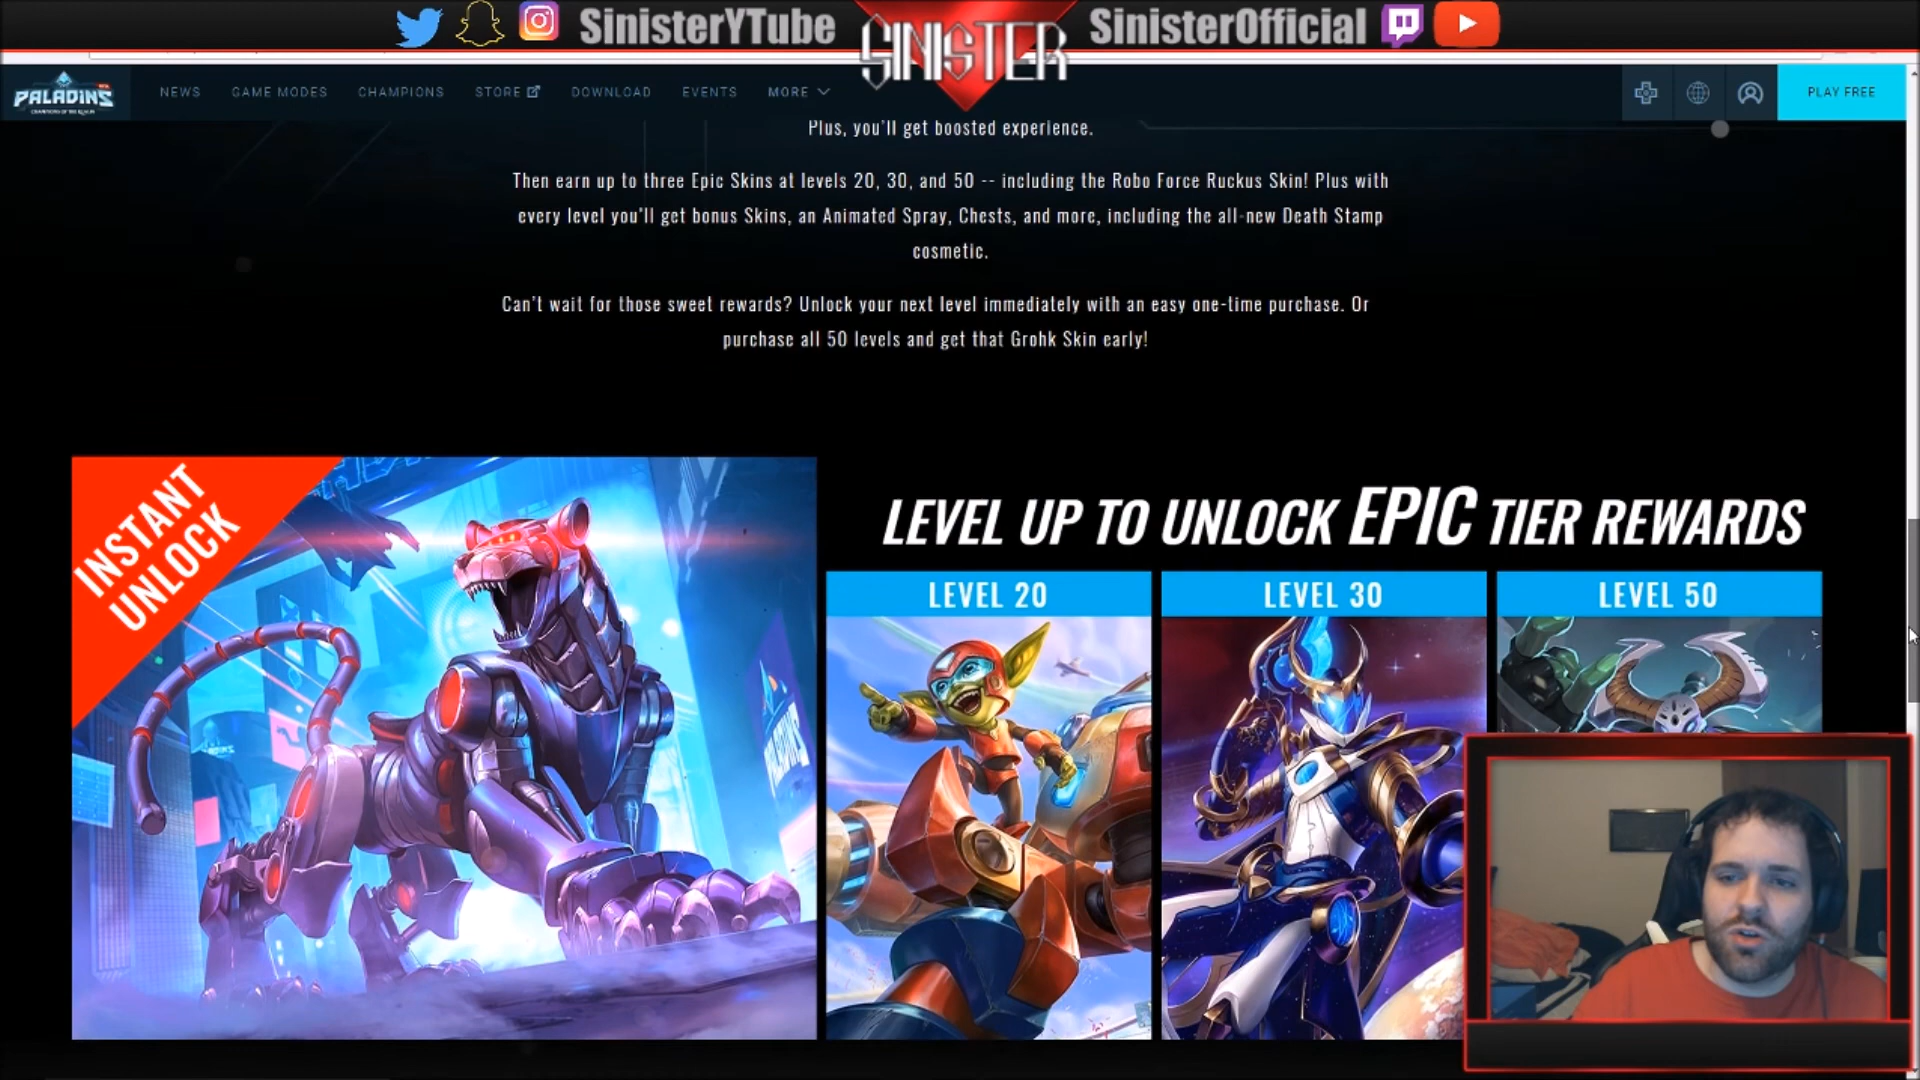 SinisterYTube
SINISTER
SinisterOfficial
PALADINS
CHAMPIONS OF THE REALM
NEWS
GAME MODES
CHAMPIONS
STORE
DOWNLOAD
EVENTS
MORE
PLAY FREE
Plus, you'll get boosted experience.
Then earn up to three Epic Skins at levels 20, 30, and 50 -- including the Robo Force Ruckus Skin! Plus with
every level you'll get bonus Skins, an Animated Spray, Chests, and more, including the all-new Death Stamp
cosmetic.
Can't wait for those sweet rewards? Unlock your next level immediately with an easy one-time purchase. Or
purchase all 50 levels and get that Grohk Skin early!
INSTANT
UNLOCK
LEVEL UP TO UNLOCK EPIC TIER REWARDS
LEVEL 20
LEVEL 30
LEVEL 50